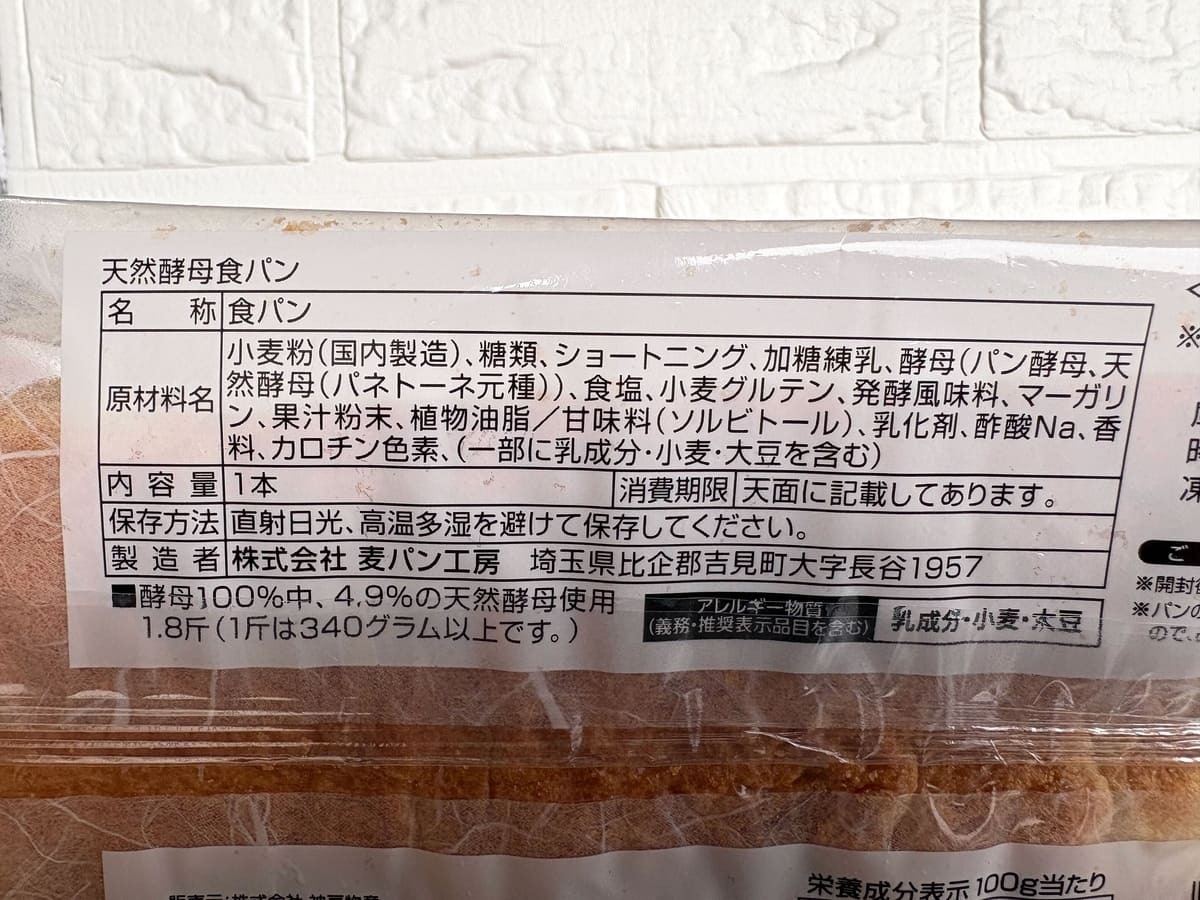 天然酵母食パン
名称 食パン
原材料名 小麦粉(国内製造)、糖類、ショートニング、加糖練乳、酵母(パン酵母、天
然酵母(パネトーネ元種))、食塩、小麦グルテン、発酵風味料、マーガリ
ン、果汁粉末、植物油脂/甘味料(ソルビトール)、乳化剤、酢酸Na、香
料、カロチン色素、(一部に乳成分・小麦・大豆を含む)
内容量 1本 消費期限 天面に記載してあります。
保存方法 直射日光、高温多湿を避けて保存してください。
製造者 株式会社 麦パン工房 埼玉県比企郡吉見町大字長谷1957
■酵母100%中、4.9%の天然酵母使用
1.8斤(1斤は340グラム以上です。)
アレルギー物質
(義務・推奨表示品目を含む) 乳成分・小麦・大豆
ご
※開封後
※パンの
ので、
栄養成分表示 100g当たり